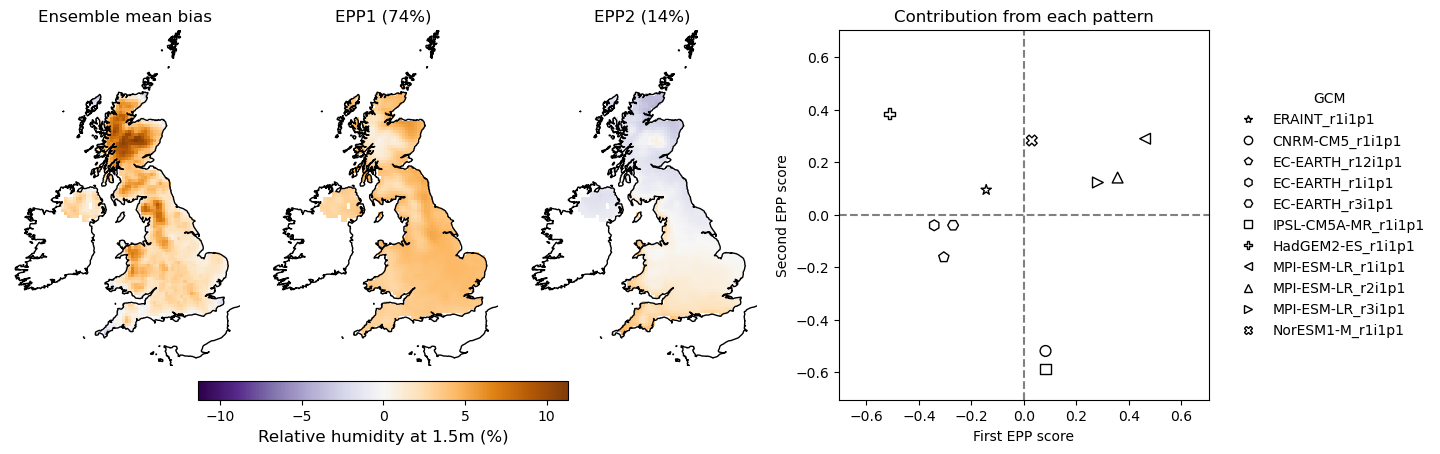 Ensemble mean bias
EPP1 (74%)
EPP2 (14%)
Contribution from each pattern
−10
−5
0
5
10
Relative humidity at 1.5m (%)
Second EPP score
0.6
0.4
0.2
0.0
−0.2
−0.4
−0.6
−0.6
−0.4
−0.2
0.0
0.2
0.4
0.6
First EPP score
GCM
ERAINT_r1i1p1
CNRM-CM5_r1i1p1
EC-EARTH_r12i1p1
EC-EARTH_r1i1p1
EC-EARTH_r3i1p1
IPSL-CM5A-MR_r1i1p1
HadGEM2-ES_r1i1p1
MPI-ESM-LR_r1i1p1
MPI-ESM-LR_r2i1p1
MPI-ESM-LR_r3i1p1
NorESM1-M_r1i1p1